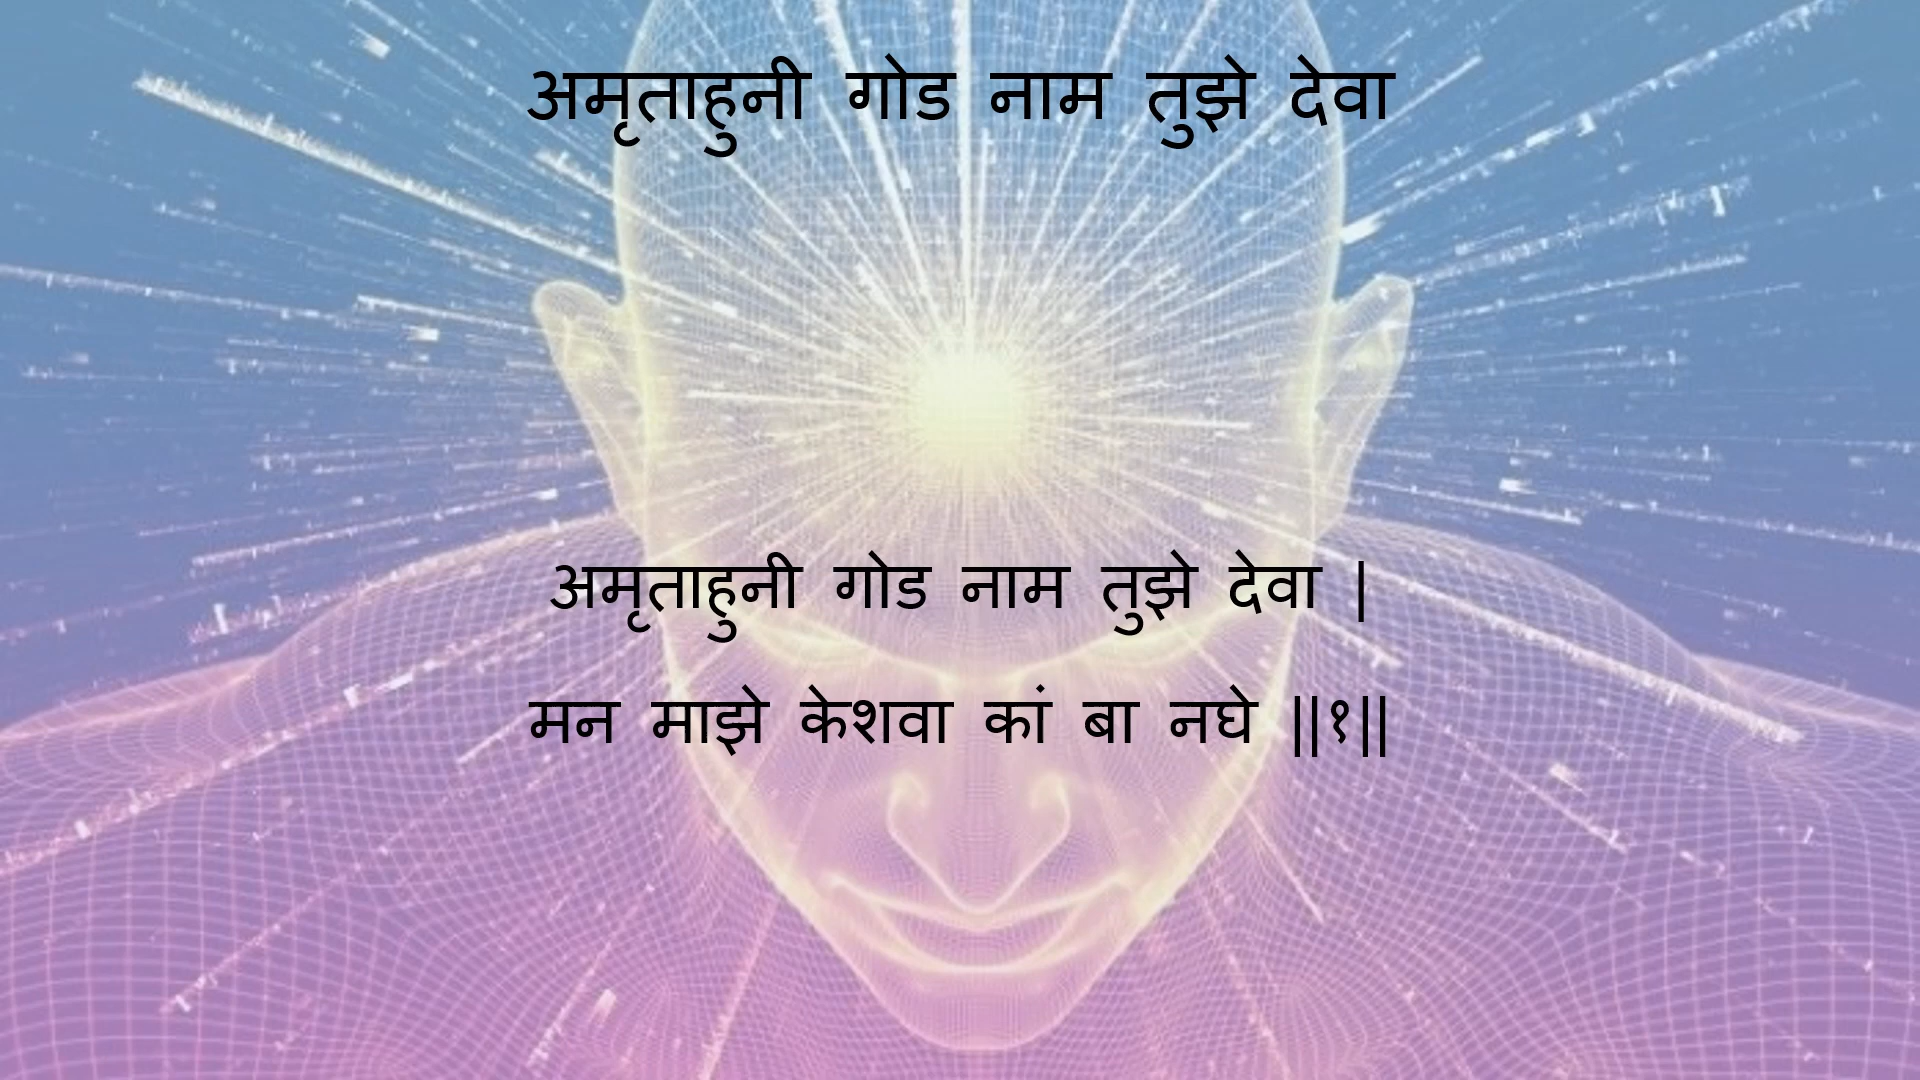 अमृताहुनी गोड नाम तुझे देवा
अमृताहुनी गोड नाम तुझे देवा |
मन माझे केशवा कां बा नघे ||१||